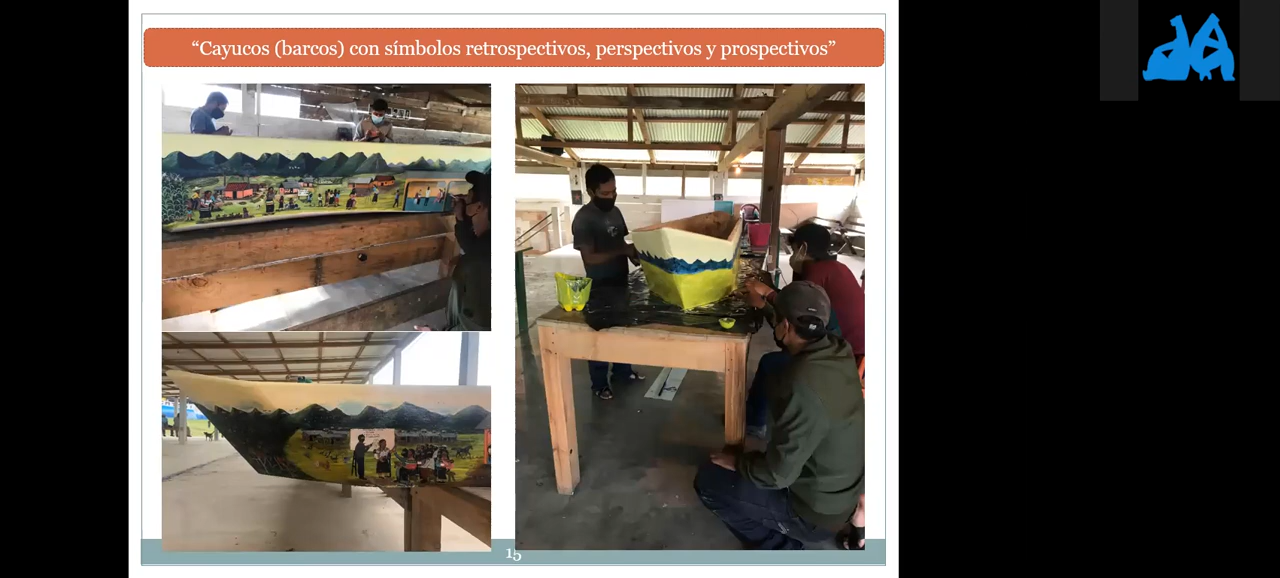 “Cayucos (barcos) con símbolos retrospectivos, perspectivos y prospectivos”
15